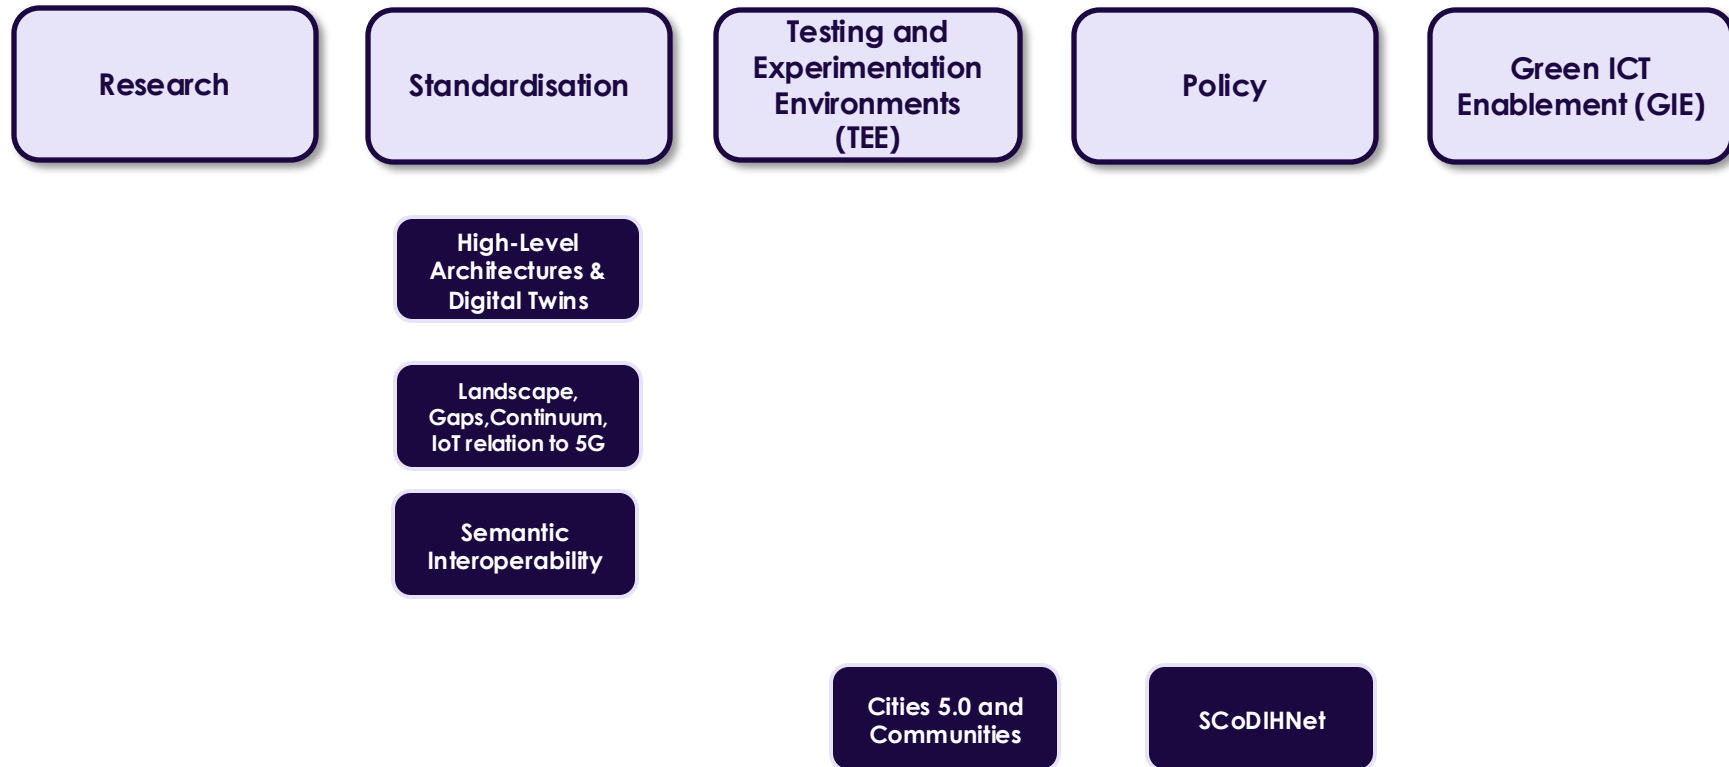 Research
Standardisation
Testing and
Experimentation
Environments
(TEE)
Policy
Green ICT
Enablement (GIE)
High-Level
Architectures &
Digital Twins
Landscape,
Gaps,Continuum,
IoT relation to 5G
Semantic
Interoperability
Cities 5.0 and
Communities
SCoDIHNet